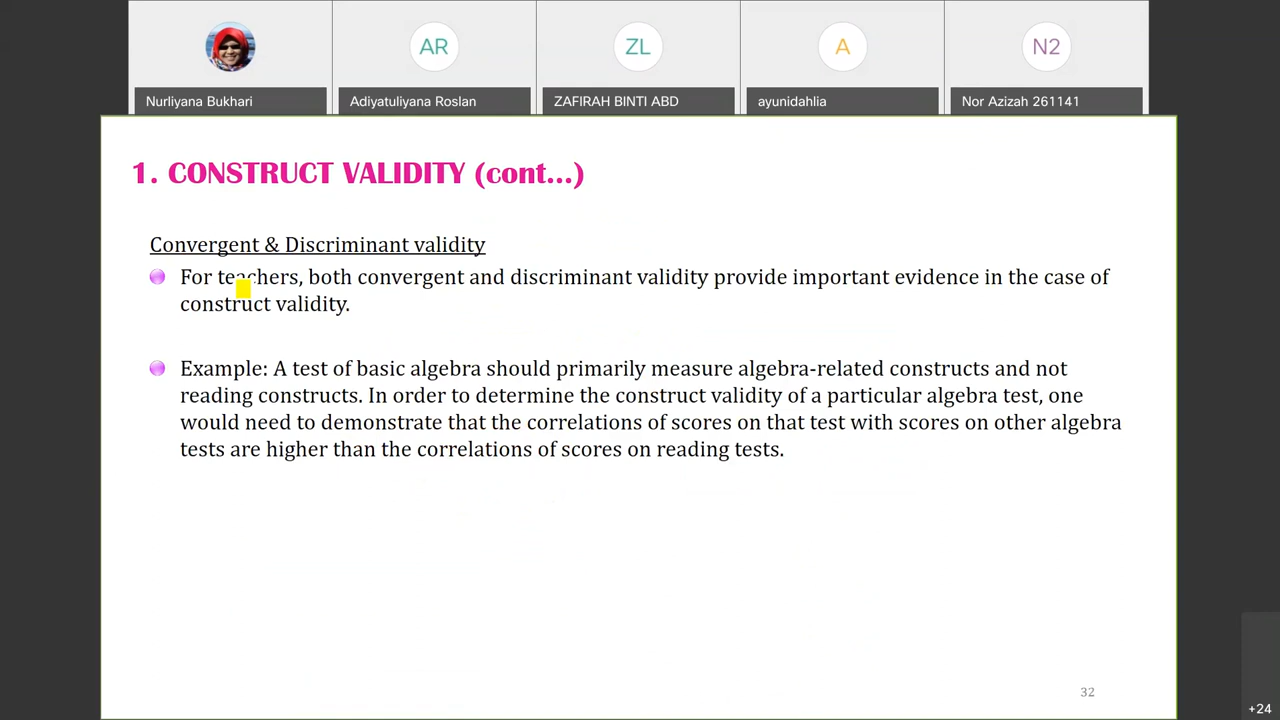 AR
ZL
A
N2
Nurliyana Bukhari
Adiyatuliyana Roslan
ZAFIRAH BINTI ABD
ayunidahlia
Nor Azizah 261141
1. CONSTRUCT VALIDITY (cont...)
Convergent & Discriminant validity
For teachers, both convergent and discriminant validity provide important evidence in the case of
construct validity.
Example: A test of basic algebra should primarily measure algebra-related constructs and not
reading constructs. In order to determine the construct validity of a particular algebra test, one
would need to demonstrate that the correlations of scores on that test with scores on other algebra
tests are higher than the correlations of scores on reading tests.
32
+24